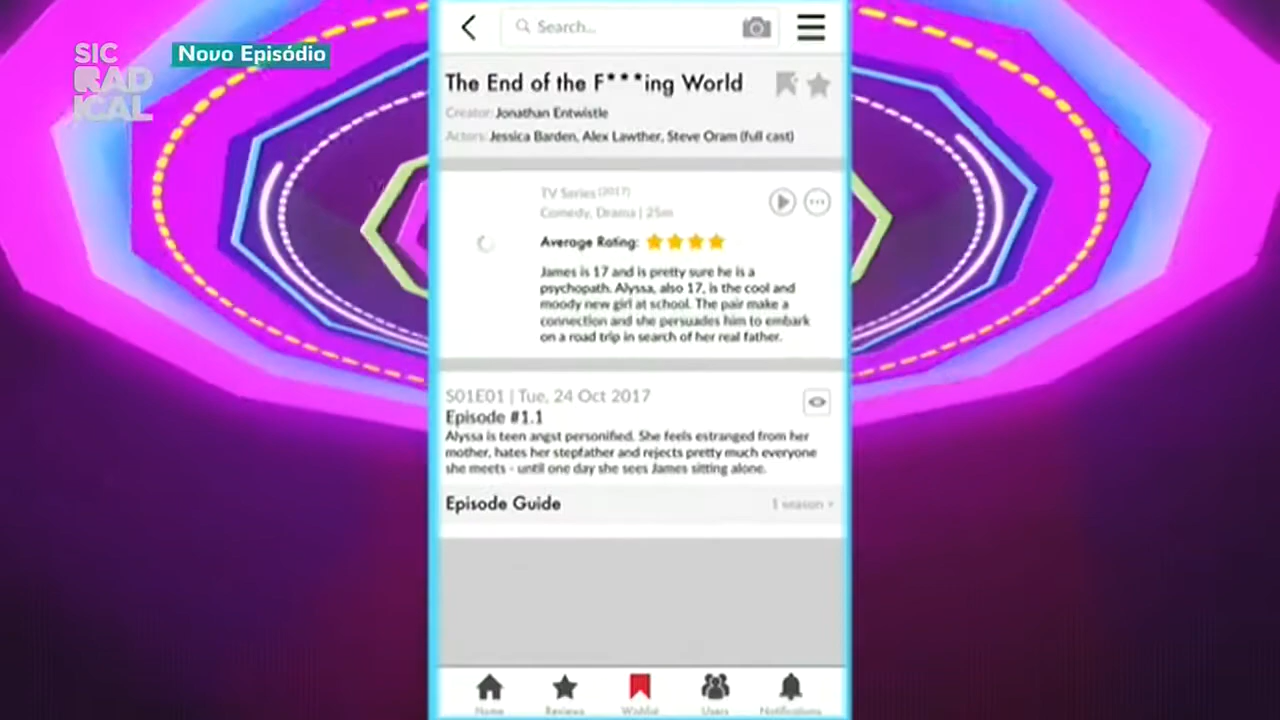 SIC
RAD
ICAL
Novo Episódio
Search...
The End of the F***ing World
Creator: Jonathan Entwistle
Actors: Jessica Barden, Alex Lawther, Steve Oram (full cast)
TV Series (2017)
Comedy, Drama | 25m
Average Rating:
James is 17 and is pretty sure he is a
psychopath. Alyssa, also 17, is the cool and
moody new girl at school. The pair make a
connection and she persuades him to embark
on a road trip in search of her real father.
S01E01 | Tue, 24 Oct 2017
Episode #1.1
Alyssa is teen angst personified. She feels estranged from her
mother, hates her stepfather and rejects pretty much everyone
she meets - until one day she sees James sitting alone.
Episode Guide
1 season
Home
Reviews
Wishlist
Users
Notifications